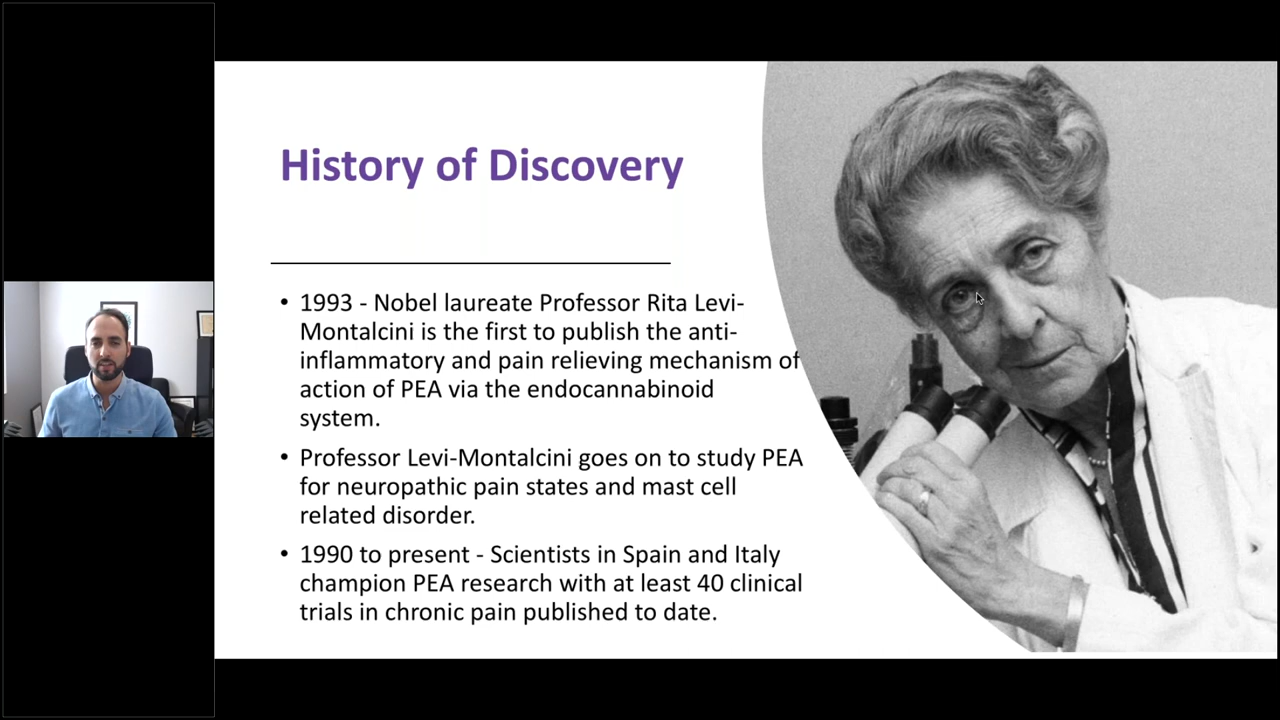 History of Discovery
• 1993 - Nobel laureate Professor Rita Levi-
Montalcini is the first to publish the anti-
inflammatory and pain relieving mechanism of
action of PEA via the endocannabinoid
system.
• Professor Levi-Montalcini goes on to study PEA
for neuropathic pain states and mast cell
related disorder.
• 1990 to present - Scientists in Spain and Italy
champion PEA research with at least 40 clinical
trials in chronic pain published to date.